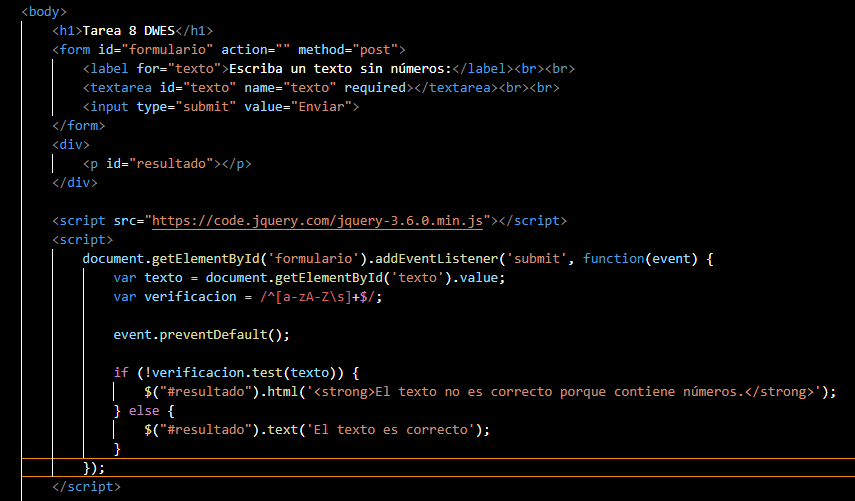 <body>
<h1>Tarea 8 DWES</h1>
<form id="formulario" action="" method="post">
<label for="texto">Escriba un texto sin números:</label><br><br>
<textarea id="texto" name="texto" required></textarea><br><br>
<input type="submit" value="Enviar">
</form>
<div>
<p id="resultado"></p>
</div>
<script src="https://code.jquery.com/jquery-3.6.0.min.js"></script>
<script>
document.getElementById('formulario').addEventListener('submit', function(event) {
var texto = document.getElementById('texto').value;
var verificacion = /^[a-zA-Z\s]+$/;
event.preventDefault();
if (!verificacion.test(texto)) {
$("#resultado").html('<strong>El texto no es correcto porque contiene números.</strong>');
} else {
$("#resultado").text('El texto es correcto');
}
});
</script>